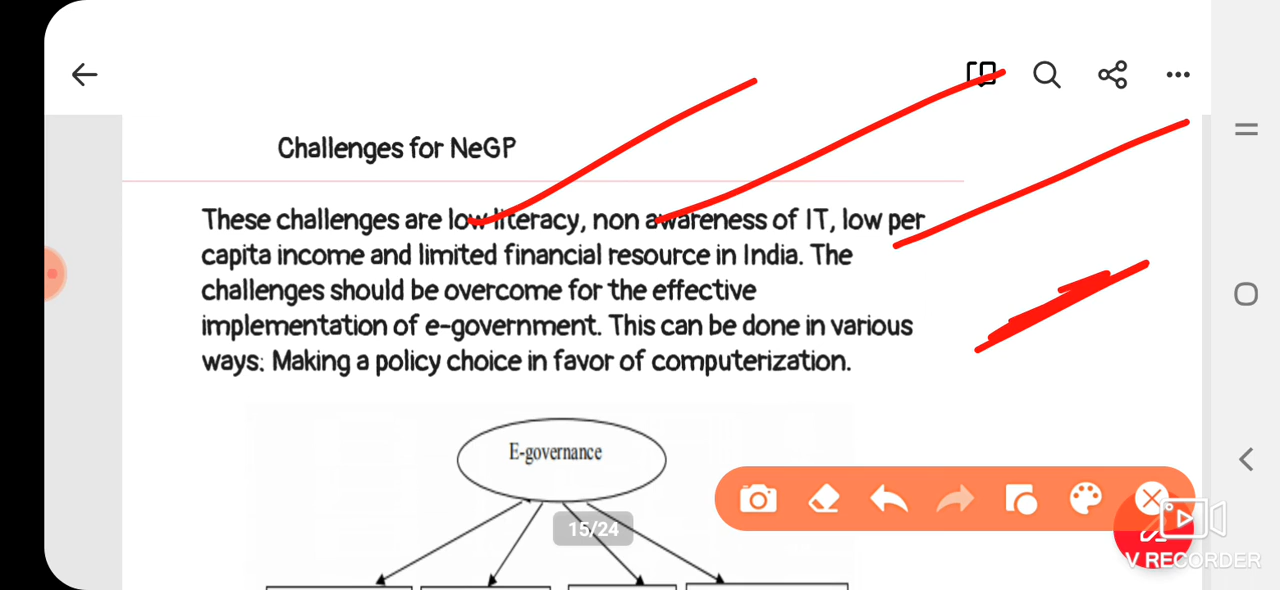 Challenges for NeGP
These challenges are low literacy, non awareness of IT, low per
capita income and limited financial resource in India. The
challenges should be overcome for the effective
implementation of e-government. This can be done in various
ways: Making a policy choice in favor of computerization.
E-governance
15/24
V RECORDER